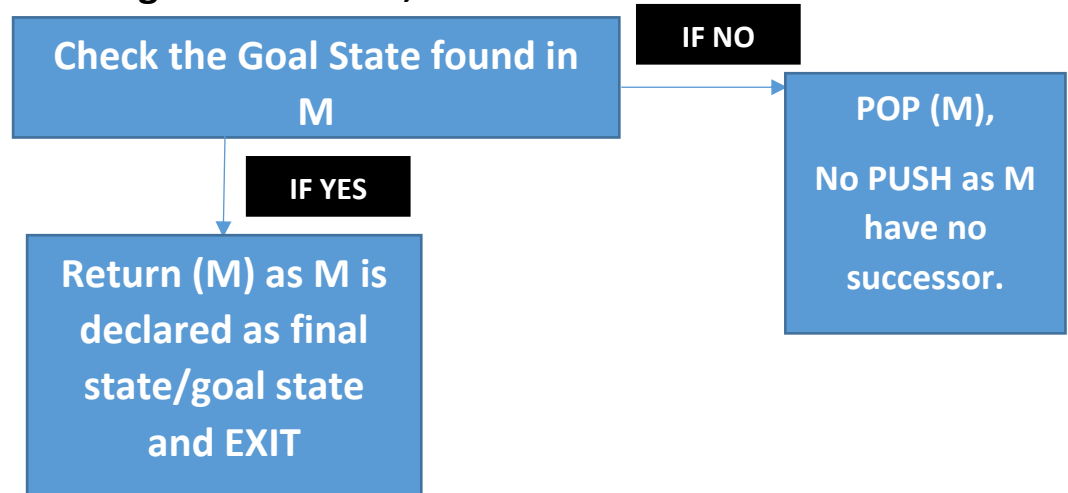 Check the Goal State found in
M
IF NO
POP (M),
No PUSH as M
have no
successor.
IF YES
Return (M) as M is
declared as final
state/goal state
and EXIT